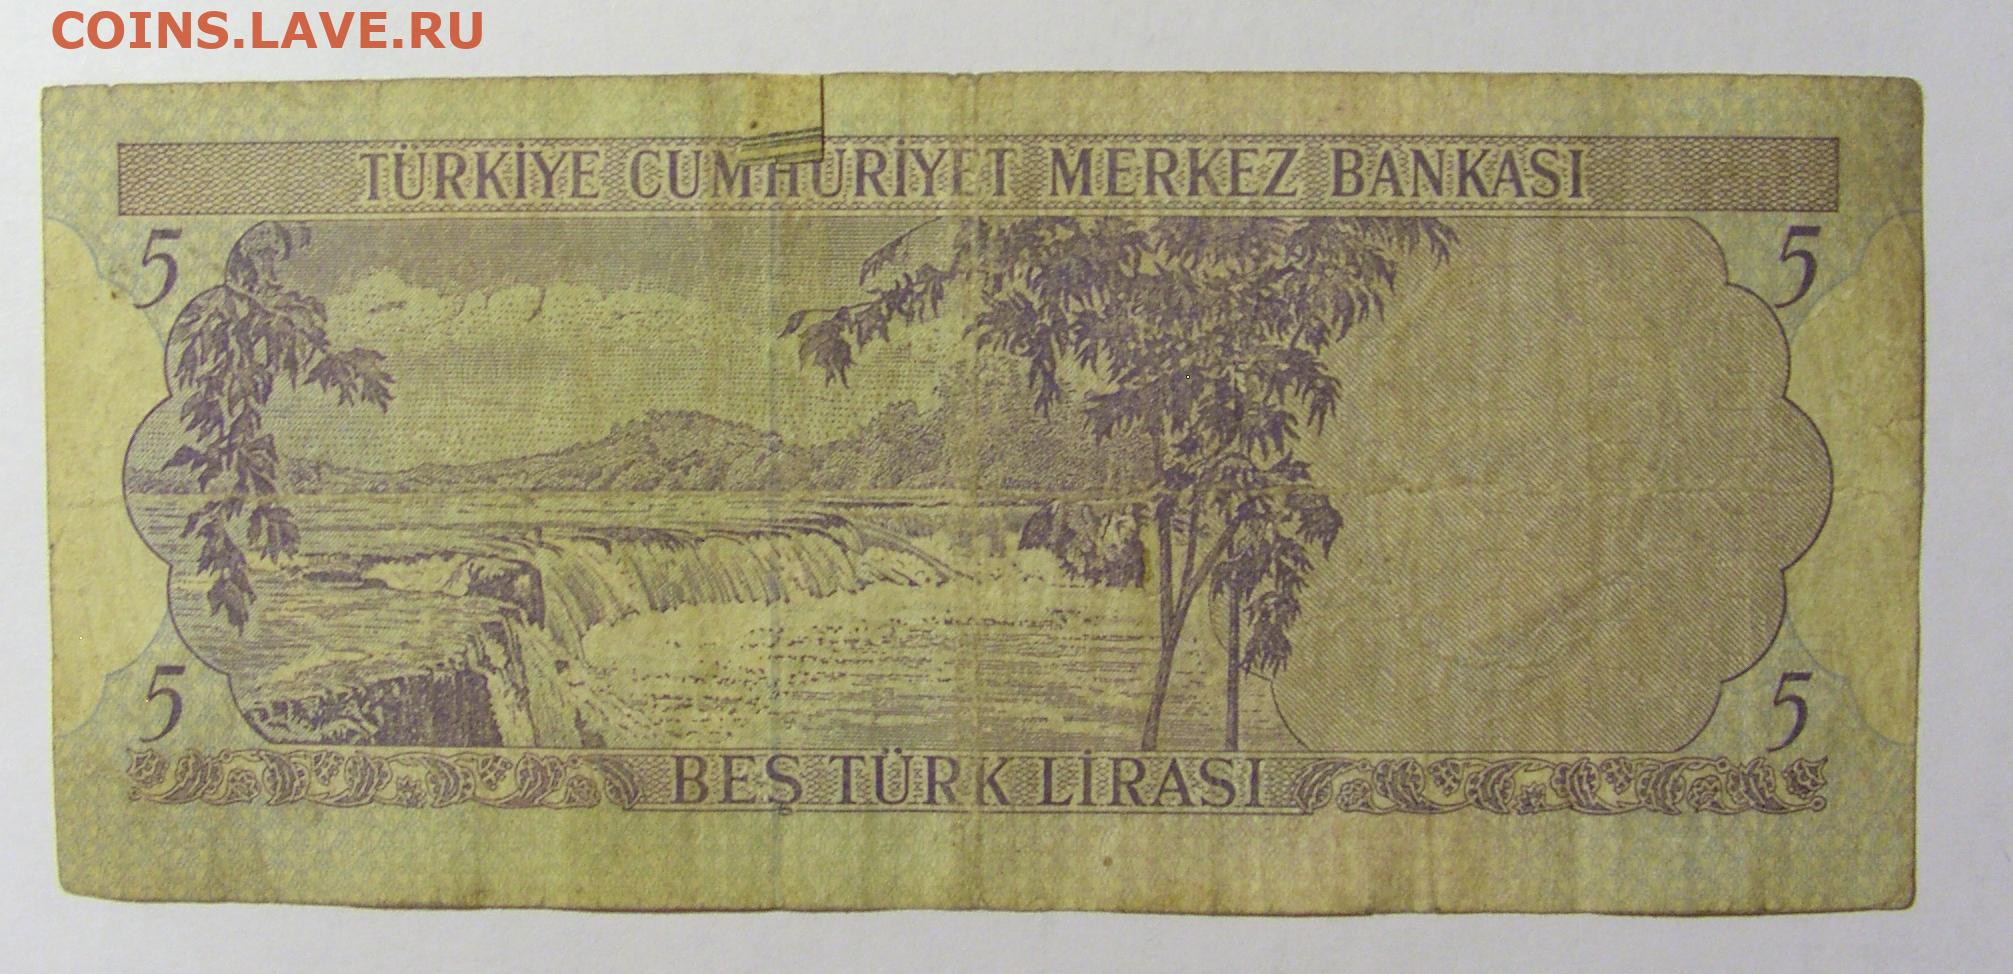 COINS.LAVE.RU
TÜRKİYE CUMHURİYET MERKEZ BANKASI
5 5
5 5
BEŞ TÜRK LİRASI